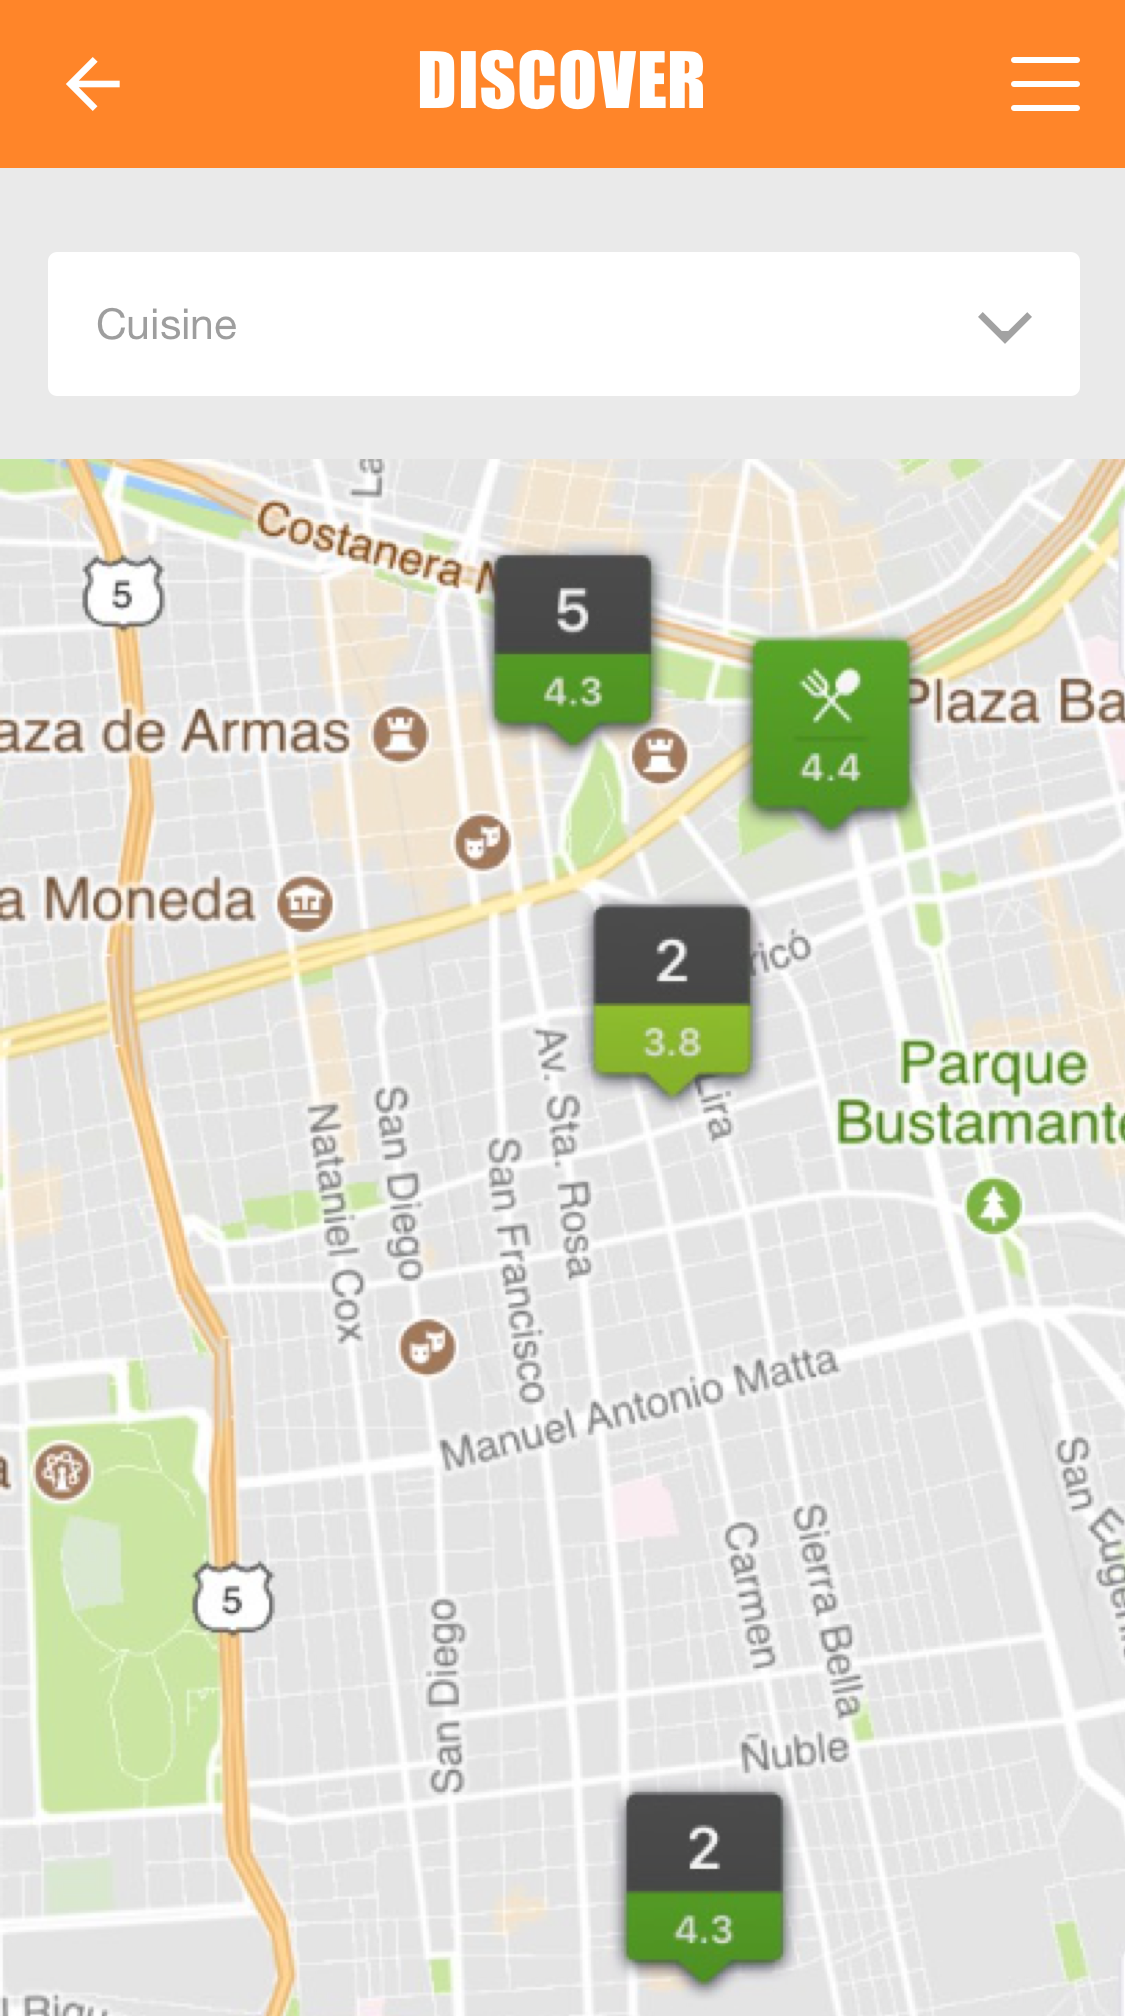 DISCOVER
Cuisine
La
Costanera
5
5
4.3
4.4
Plaza Ba
aza de Armas
a Moneda
2
3.8
ricó
Lira
Parque
Bustamante
Av. Sta. Rosa
San Diego
Nataniel Cox
San Francisco
Manuel Antonio Matta
a
5
San Eugeni
Sierra Bella
Carmen
San Diego
Ñuble
2
4.3